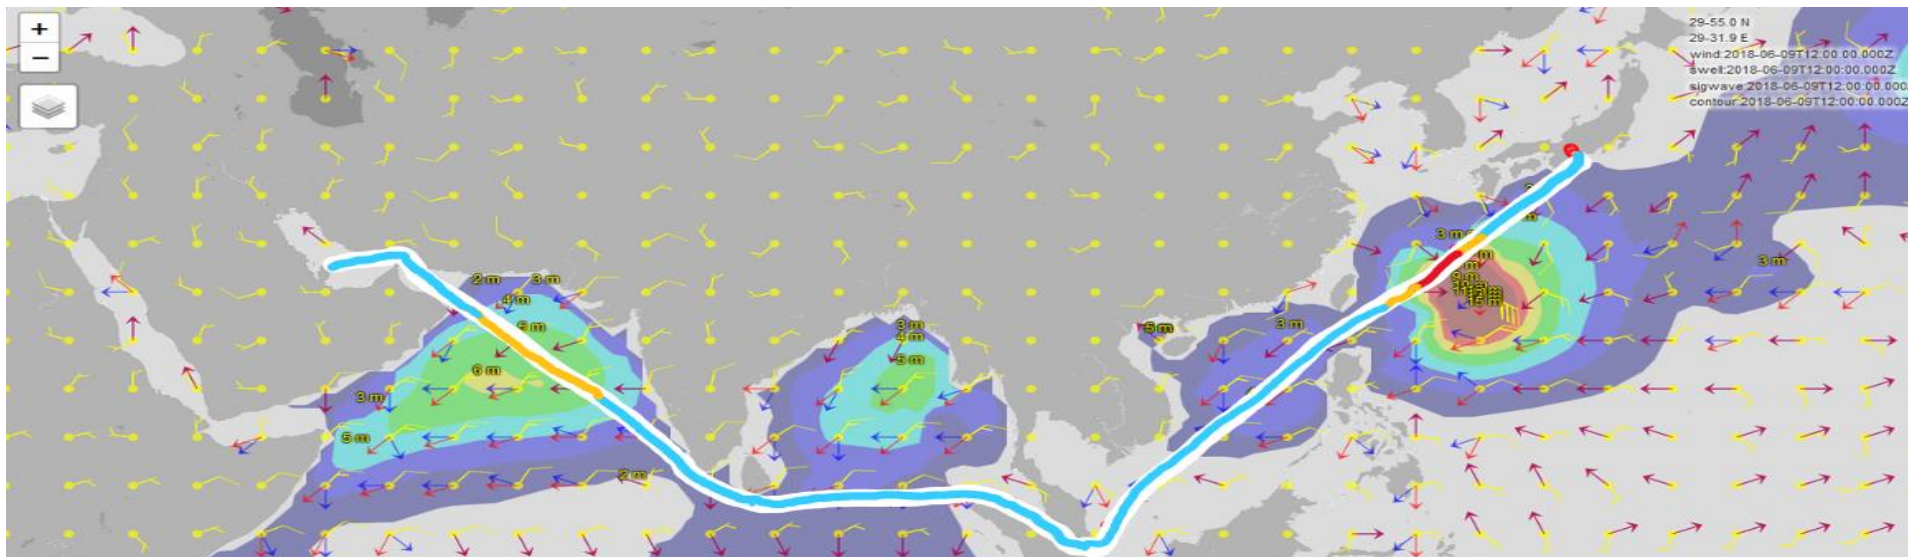 +
−
29-55.0 N
29-31.9 E
wind:2018-06-09T12:00:00.000Z
swell:2018-06-09T12:00:00.000Z
sigwave:2018-06-09T12:00:00.000Z
contour:2018-06-09T12:00:00.000Z
3 m
2 m
3 m
4 m
5 m
6 m
3 m
5 m
2 m
3 m
4 m
5 m
5 m
3 m
3 m